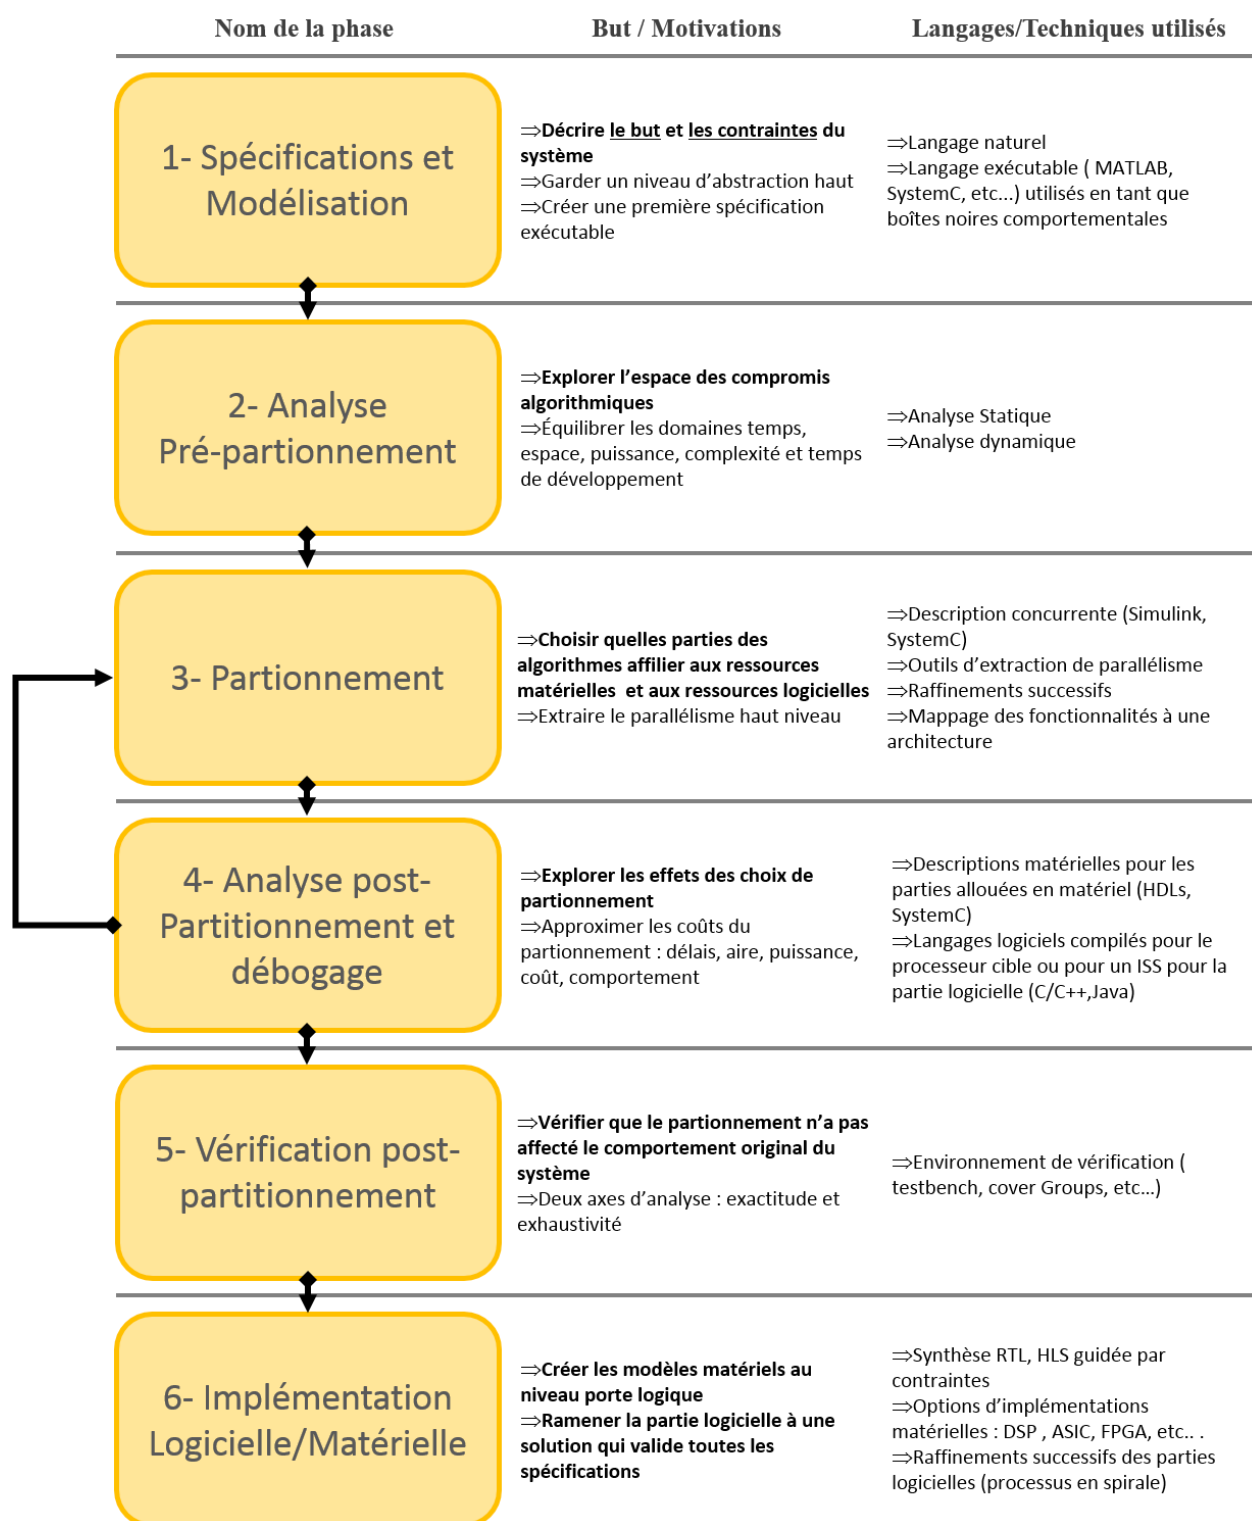 Nom de la phase
But / Motivations
Langages/Techniques utilisés
1- Spécifications et
Modélisation
⇒Décrire le but et les contraintes du
système
⇒Garder un niveau d’abstraction haut
⇒Créer une première spécification
exécutable
⇒Langage naturel
⇒Langage exécutable ( MATLAB,
SystemC, etc...) utilisés en tant que
boîtes noires comportementales
2- Analyse
Pré-partionnement
⇒Explorer l’espace des compromis
algorithmiques
⇒Équilibrer les domaines temps,
espace, puissance, complexité et temps
de développement
⇒Analyse Statique
⇒Analyse dynamique
3- Partionnement
⇒Choisir quelles parties des
algorithmes affilier aux ressources
matérielles et aux ressources logicielles
⇒Extraire le parallélisme haut niveau
⇒Description concurrente (Simulink,
SystemC)
⇒Outils d’extraction de parallélisme
⇒Raffinements successifs
⇒Mappage des fonctionnalités à une
architecture
4- Analyse post-
Partitionnement et
débogage
⇒Explorer les effets des choix de
partionnement
⇒Approximer les coûts du
partionnement : délais, aire, puissance,
coût, comportement
⇒Descriptions matérielles pour les
parties allouées en matériel (HDLs,
SystemC)
⇒Langages logiciels compilés pour le
processeur cible ou pour un ISS pour la
partie logicielle (C/C++,Java)
5- Vérification post-
partitionnement
⇒Vérifier que le partionnement n’a pas
affecté le comportement original du
système
⇒Deux axes d’analyse : exactitude et
exhaustivité
⇒Environnement de vérification (
testbench, cover Groups, etc...)
6- Implémentation
Logicielle/Matérielle
⇒Créer les modèles matériels au
niveau porte logique
⇒Ramener la partie logicielle à une
solution qui valide toutes les
spécifications
⇒Synthèse RTL, HLS guidée par
contraintes
⇒Options d’implémentations
matérielles : DSP , ASIC, FPGA, etc.. .
⇒Raffinements successifs des parties
logicielles (processus en spirale)